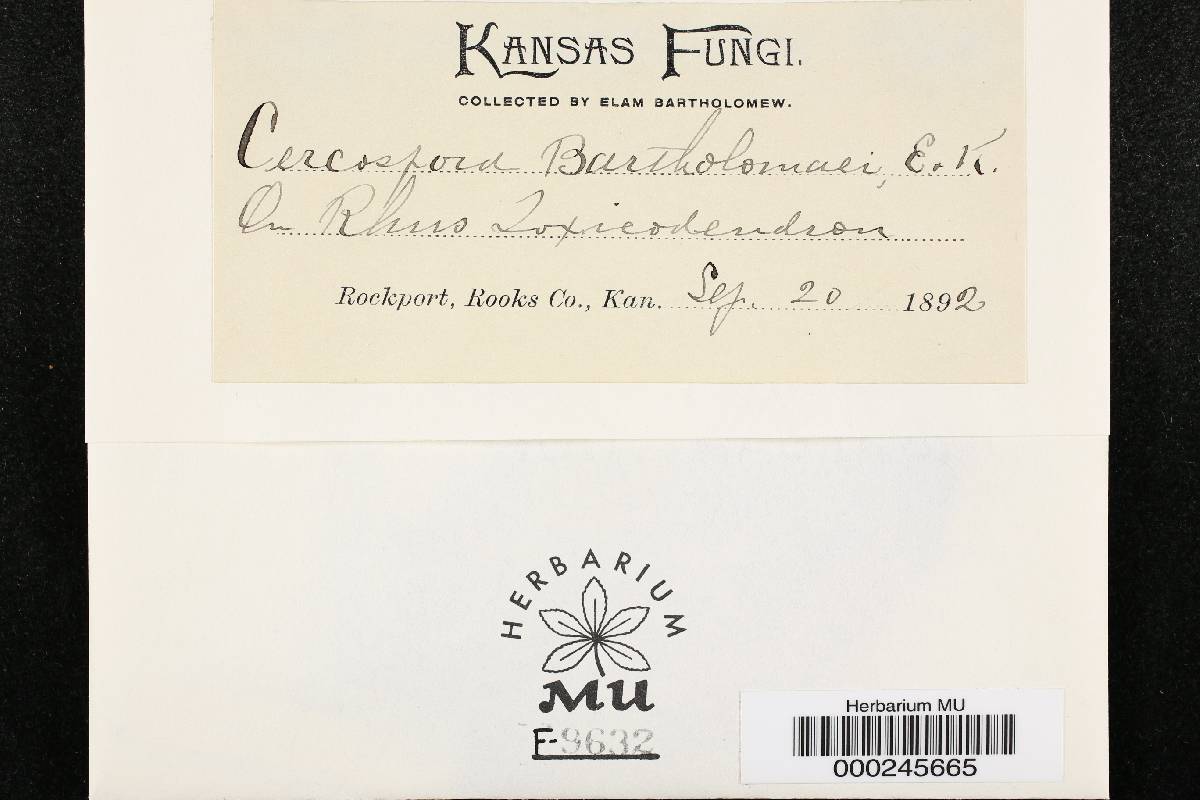 KANSAS FUNGI.
COLLECTED BY ELAM BARTHOLOMEW.
Cercospora Bartholomaei, E. K.
On Rhus Toxicodendron
Rockport, Rooks Co., Kan. Sep. 20 1892
HERBARIUM
MU
F-9632
Herbarium MU
000245665